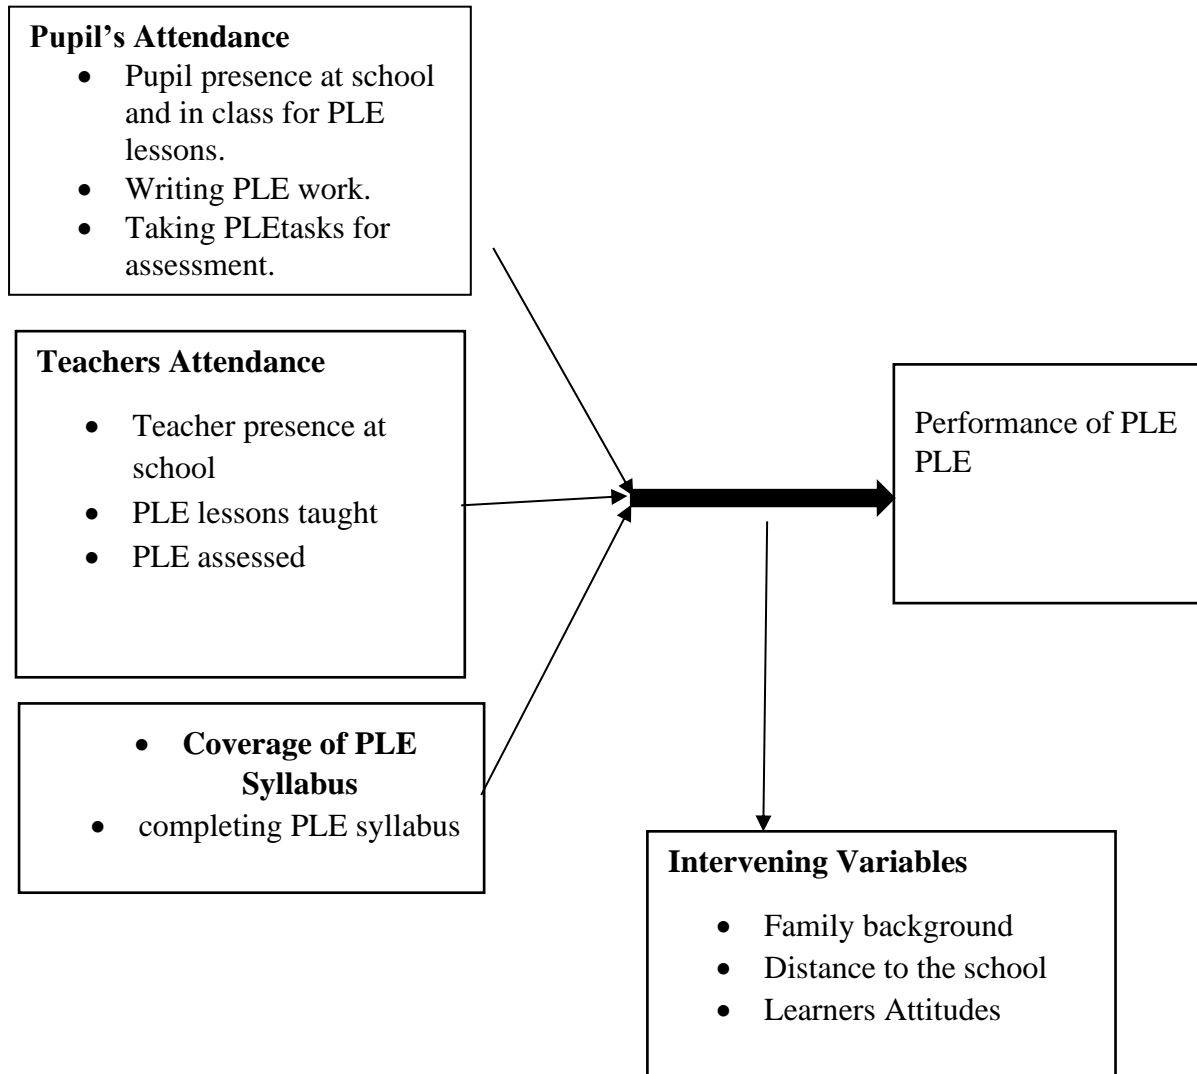 Pupil’s Attendance
• Pupil presence at school
and in class for PLE
lessons.
• Writing PLE work.
• Taking PLEtasks for
assessment.
Teachers Attendance
• Teacher presence at
school
• PLE lessons taught
• PLE assessed
• Coverage of PLE
Syllabus
• completing PLE syllabus
Performance of PLE
PLE
Intervening Variables
• Family background
• Distance to the school
• Learners Attitudes